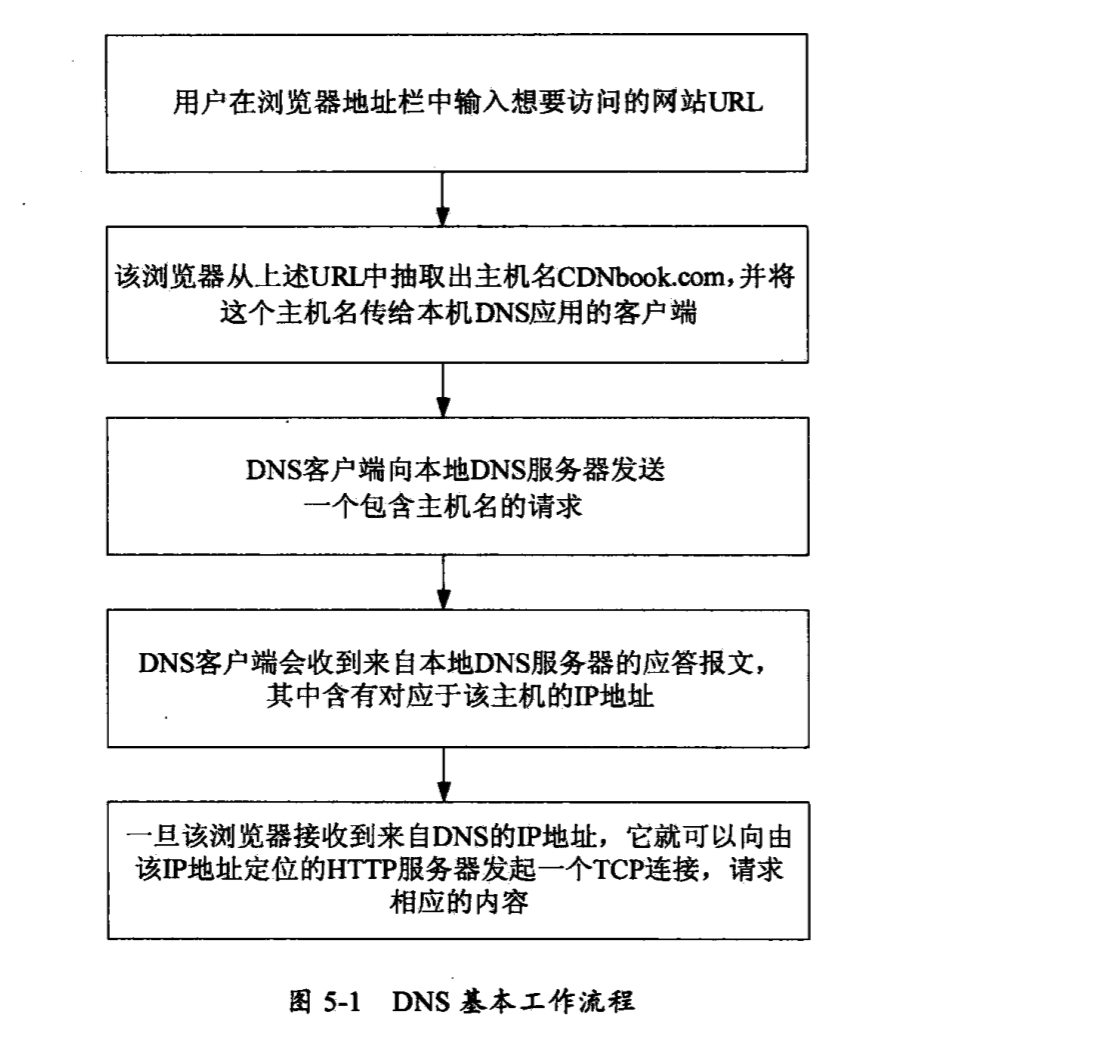 用户在浏览器地址栏中输入想要访问的网站URL
该浏览器从上述URL中抽取出主机名CDNbook.com，并将
这个主机名传给本机DNS应用的客户端
DNS客户端向本地DNS服务器发送
一个包含主机名的请求
DNS客户端会收到来自本地DNS服务器的应答报文，
其中含有对应于该主机的IP地址
一旦该浏览器接收到来自DNS的IP地址，它就可以向由
该IP地址定位的HTTP服务器发起一个TCP连接，请求
相应的内容
图 5-1 DNS 基本工作流程